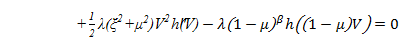 +½λ(ξ²+μ²)V²h(V) − λ(1−μ)^β h((1−μ)V) = 0